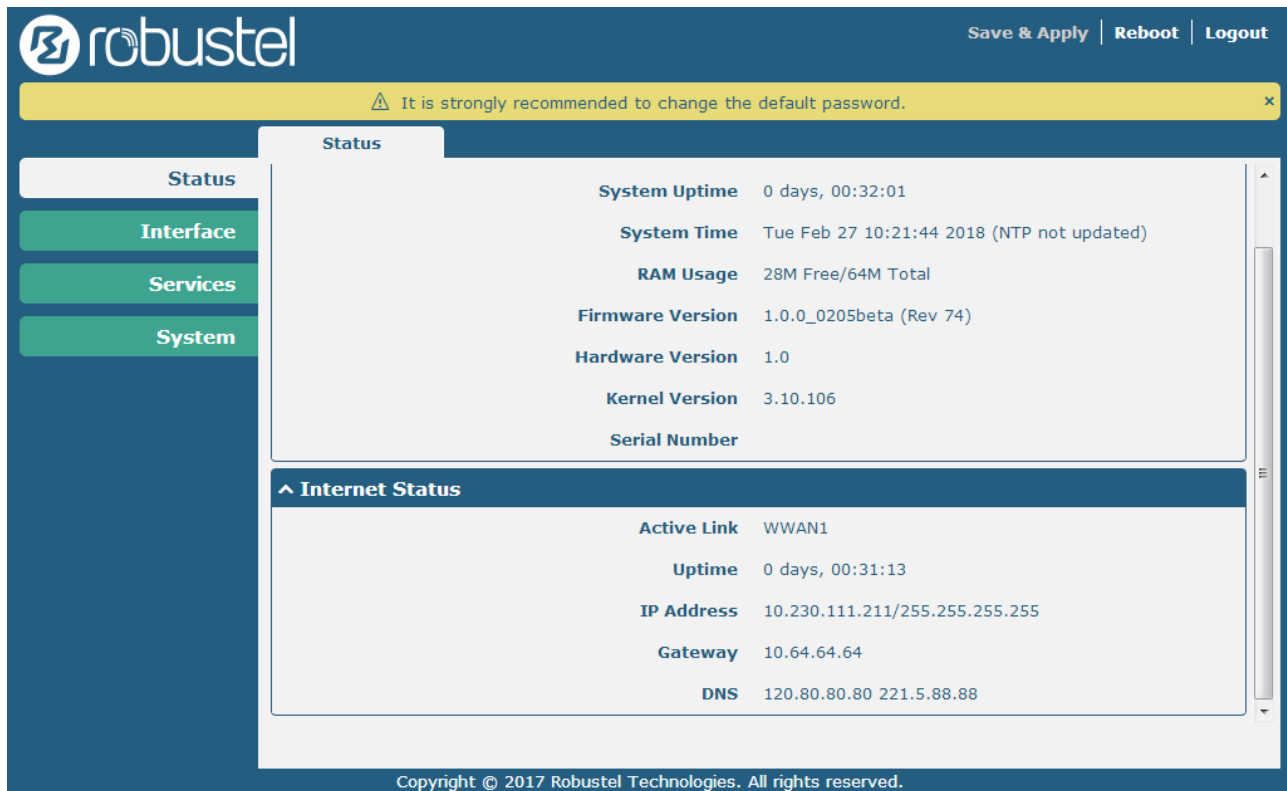 robustel
Save & Apply | Reboot | Logout
⚠ It is strongly recommended to change the default password. ×
Status
Status
Interface
Services
System
System Uptime 0 days, 00:32:01
System Time Tue Feb 27 10:21:44 2018 (NTP not updated)
RAM Usage 28M Free/64M Total
Firmware Version 1.0.0_0205beta (Rev 74)
Hardware Version 1.0
Kernel Version 3.10.106
Serial Number
Internet Status
Active Link WWAN1
Uptime 0 days, 00:31:13
IP Address 10.230.111.211/255.255.255.255
Gateway 10.64.64.64
DNS 120.80.80.80 221.5.88.88
Copyright © 2017 Robustel Technologies. All rights reserved.